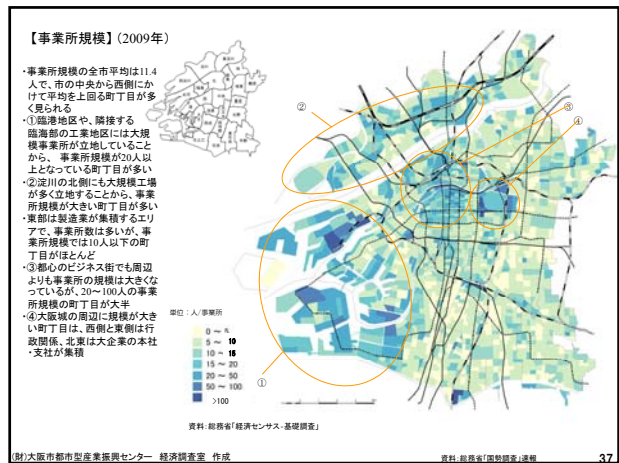 【事業所規模】(2009年)
・事業所規模の全市平均は11.4
人で、市の中央から西側にか
けて平均を上回る町丁目が多
く見られる
・①臨港地区や、隣接する
臨海部の工業地区には大規
模事業所が立地していること
から、 事業所規模が20人以
上となっている町丁目が多い
・②淀川の北側にも大規模工場
が多く立地することから、事業
所規模が大きい町丁目が多い
・東部は製造業が集積するエリ
アで、事業所数は多いが、事
業所規模では10人以下の町
丁目がほとんど
・③都心のビジネス街でも周辺
よりも事業所の規模は大きくな
っているが、20～100人の事業
所規模の町丁目が大半
・④大阪城の周辺に規模が大き
い町丁目は、西側と東側は行
政関係、北東は大企業の本社
・支社が集積
②
③
④
①
単位:人/事業所
0 ～ 5
5 ～ 10
10 ～ 15
15 ～ 20
20 ～ 50
50 ～ 100
>100
資料:総務省「経済センサス-基礎調査」
(財)大阪市都市型産業振興センター 経済調査室 作成
資料:総務省「国勢調査」速報
37